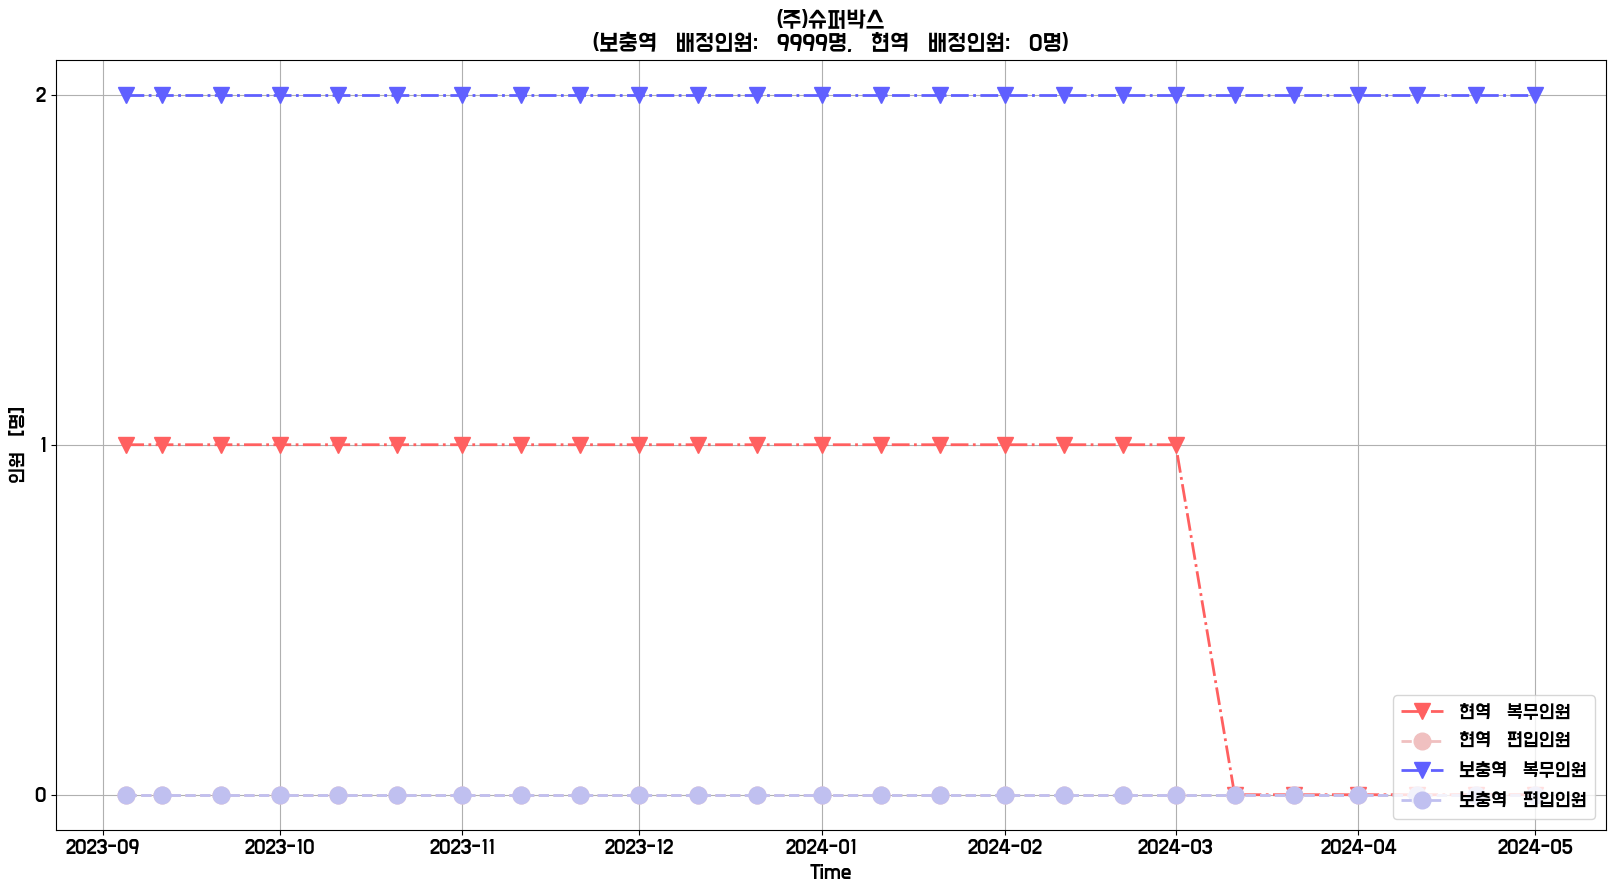 (주)슈퍼박스
(보충역 배정인원: 9999명, 현역 배정인원: 0명)
인원 [명]
2
1
0
현역 복무인원
현역 편입인원
보충역 복무인원
보충역 편입인원
2023-09 2023-10 2023-11 2023-12 2024-01 2024-02 2024-03 2024-04 2024-05
Time